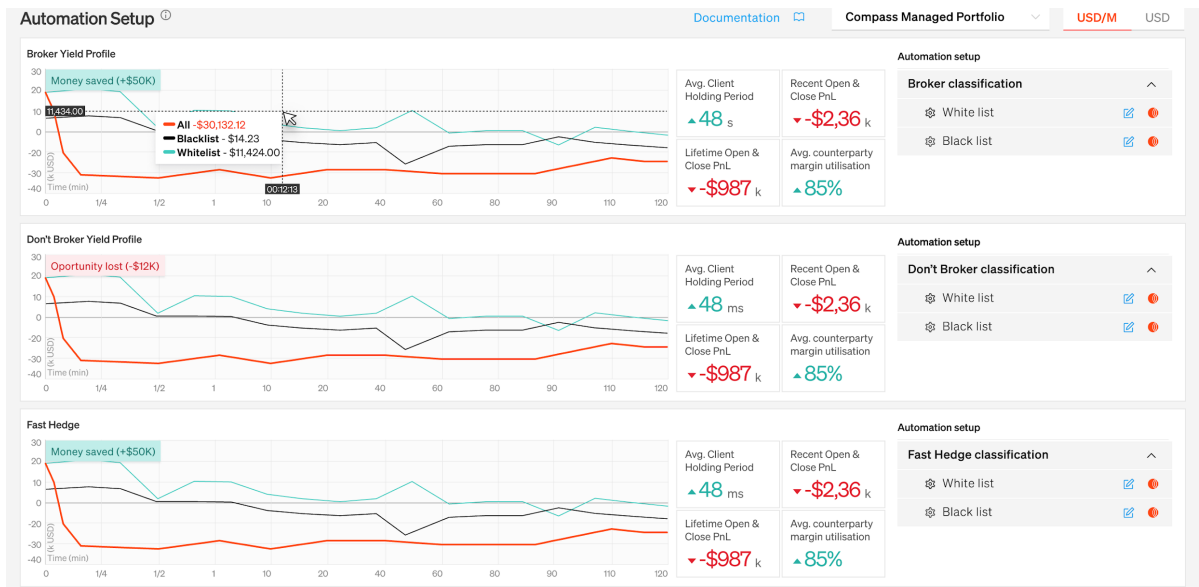 Automation Setup
Documentation
Compass Managed Portfolio
USD/M
USD
Broker Yield Profile
30
20
10
0
-20
-30
-40
(k USD)
Time (min)
Money saved (+$50K)
11,434.00
All -$30,132.12
Blacklist - $14.23
Whitelist - $11,424.00
00:12:13
0 1/4 1/2 1 10 20 40 60 80 90 110 120
Avg. Client
Holding Period
48 s
Recent Open &
Close PnL
-$2,36 k
Lifetime Open &
Close PnL
-$987 k
Avg. counterparty
margin utilisation
85%
Automation setup
Broker classification
White list
Black list
Don't Broker Yield Profile
30
20
10
0
-20
-30
-40
(k USD)
Time (min)
Oportunity lost (-$12K)
0 1/4 1/2 1 10 20 40 60 80 90 110 120
Avg. Client
Holding Period
48 ms
Recent Open &
Close PnL
-$2,36 k
Lifetime Open &
Close PnL
-$987 k
Avg. counterparty
margin utilisation
85%
Automation setup
Don't Broker classification
White list
Black list
Fast Hedge
30
20
10
0
-20
-30
-40
(k USD)
Time (min)
Money saved (+$50K)
0 1/4 1/2 1 10 20 40 60 80 90 110 120
Avg. Client
Holding Period
48 ms
Recent Open &
Close PnL
-$2,36 k
Lifetime Open &
Close PnL
-$987 k
Avg. counterparty
margin utilisation
85%
Automation setup
Fast Hedge classification
White list
Black list